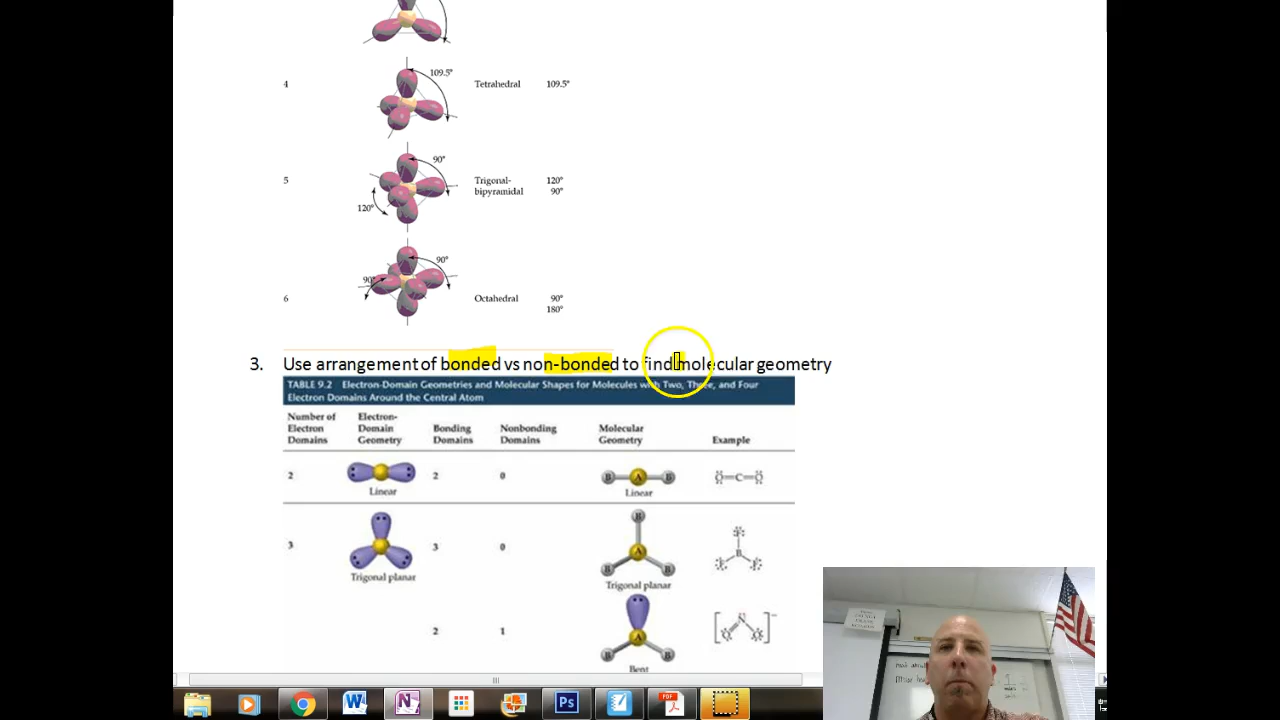 109.5°
4 Tetrahedral 109.5°
90°
5 Trigonal- 120°
bipyramidal 90°
120°
90°
90°
6 Octahedral 90°
180°
3. Use arrangement of bonded vs non-bonded to find molecular geometry
TABLE 9.2 Electron-Domain Geometries and Molecular Shapes for Molecules with Two, Three, and Four
Electron Domains Around the Central Atom
Number of Electron-
Electron Domain Bonding Nonbonding Molecular
Domains Geometry Domains Domains Geometry Example
2 2 0 B A B O=C=O
Linear Linear
B
3 3 0 A B
B B
Trigonal planar Trigonal planar
2 1 A N
B B O O
Bent
W N Ps